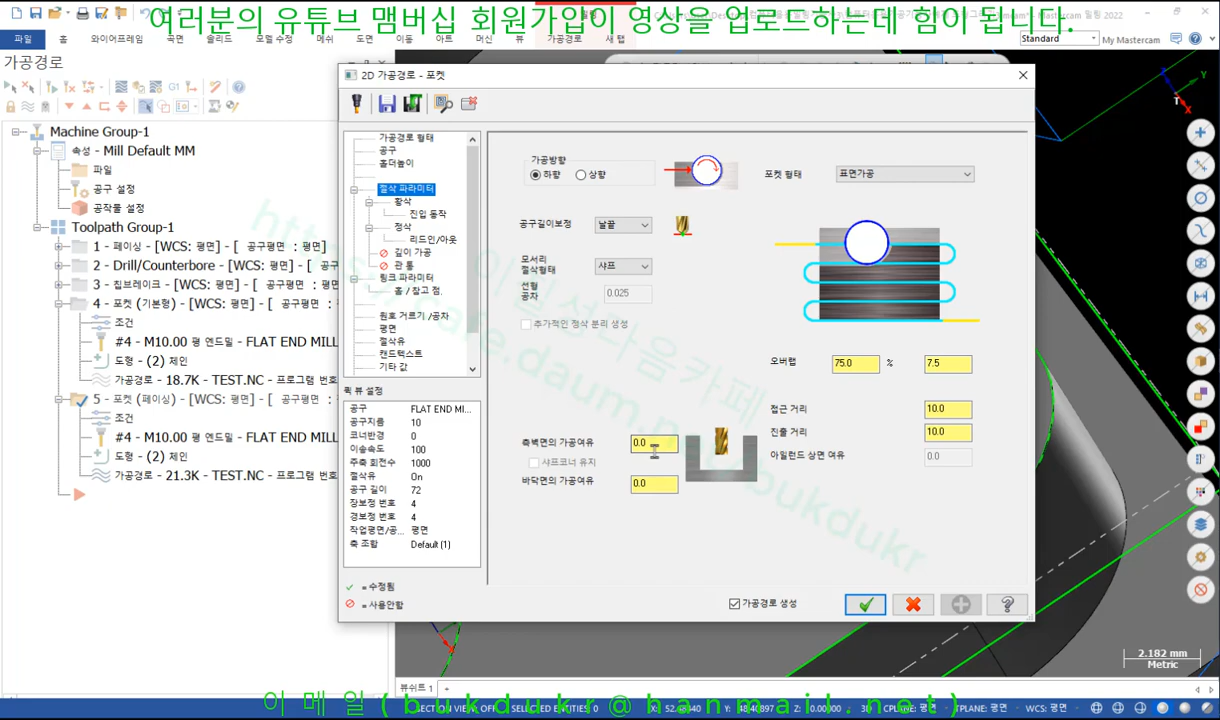 여러분의 유튜브 맴버십 회원가입이 영상을 업로드하는데 힘이 됩니다.
파일 홈 와이어프레임 곡면 솔리드 모델 수정 메쉬 도면 이동 아트 머신 뷰 가공경로 새 탭
Standard My Mastercam
가공경로
Machine Group-1
속성 - Mill Default MM
파일
공구 설정
공작물 설정
Toolpath Group-1
1 - 페이싱 - [WCS: 평면] - [ 공구평면 : 평면]
2 - Drill/Counterbore - [WCS: 평면] - [ 공
3 - 칩브레이크 - [WCS: 평면] - [ 공구평면 :
4 - 포켓 (기본형) - [WCS: 평면] - [ 공구평면
조건
#4 - M10.00 평 엔드밀 - FLAT END MILL
도형 - (2) 체인
가공경로 - 18.7K - TEST.NC - 프로그램 번호
5 - 포켓 (페이싱) - [WCS: 평면] - [ 공구평면
조건
#4 - M10.00 평 엔드밀 - FLAT END MILL
도형 - (2) 체인
가공경로 - 21.3K - TEST.NC - 프로그램 번호
2D 가공경로 - 포켓
가공경로 형태
공구
홀더높이
절삭 파라미터
황삭
진입 동작
정삭
리드인/아웃
깊이 가공
관 통
링크 파라미터
홈 / 참고 점.
원호 거르기 /공차
평면
절삭유
캔드텍스트
기타 값
퀵 뷰 설정
공구 FLAT END MI...
공구지름 10
코너반경 0
이송속도 100
주축 회전수 1000
절삭유 On
공구 길이 72
장보정 번호 4
경보정 번호 4
작업평면/공... 평면
축 조합 Default (1)
= 수정됨
= 사용안함
가공방향
하향 상향
포켓 형태 표면가공
공구길이보정 날끝
모서리
절삭형태 샤프
선형
공차 0.025
추가적인 정삭 분리 생성
오버랩 75.0 % 7.5
접근 거리 10.0
진출 거리 10.0
아일런드 상면 여유 0.0
측벽면의 가공여유 0.0
샤프코너 유지
바닥면의 가공여유 0.0
가공경로 생성
2.182 mm
Metric
뷰쉬트 1
이 메 일 ( b u k d u k r @ h a n m a i l . n e t )
CPLANE: 평면 TPLANE: 평면 WCS: 평면